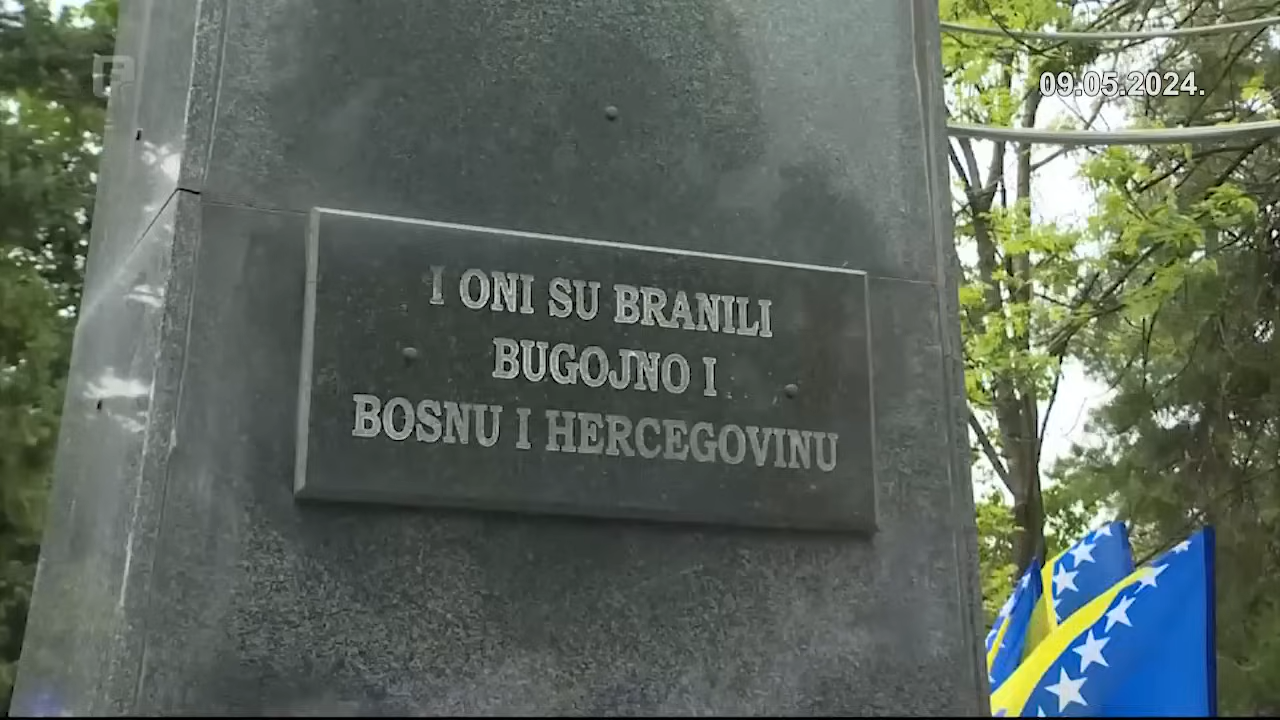 09.05.2024.
I ONI SU BRANILI
BUGOJNO I
BOSNU I HERCEGOVINU